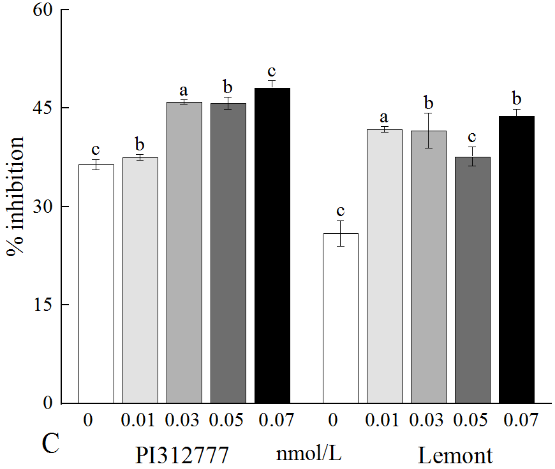 60
45
30
15
0
% inhibition
c b a b c c a b c b
0 0.01 0.03 0.05 0.07 0 0.01 0.03 0.05 0.07
C PI312777 nmol/L Lemont